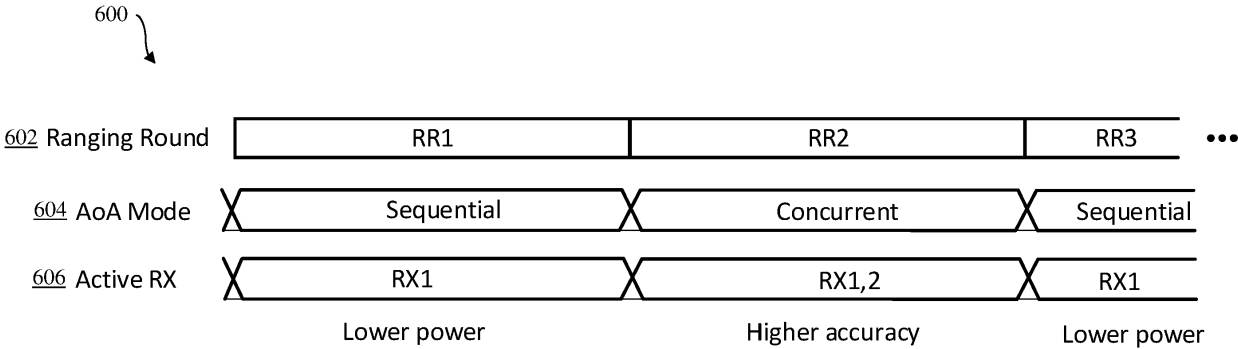 600
602 Ranging Round RR1 RR2 RR3 •••
604 AoA Mode Sequential Concurrent Sequential
606 Active RX RX1 RX1,2 RX1
Lower power Higher accuracy Lower power